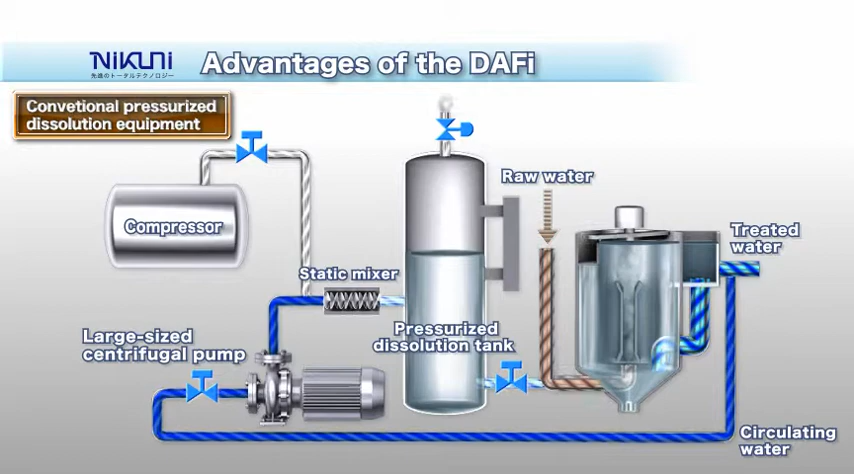 NIKUNI
先進のトータルテクノロジー
Advantages of the DAFi
Convetional pressurized
dissolution equipment
Raw water
Compressor
Treated
water
Static mixer
Large-sized
centrifugal pump
Pressurized
dissolution tank
Circulating
water